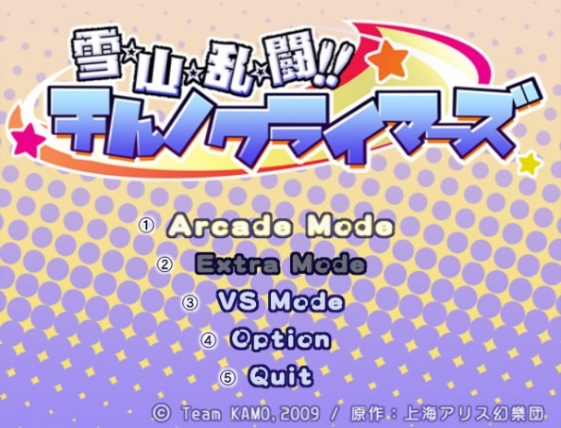 雪☆山☆乱☆闘!!
チルノクライマーズ
① Arcade Mode
② Extra Mode
③ VS Mode
④ Option
⑤ Quit
© Team KAMO,2009 / 原作：上海アリス幻樂団